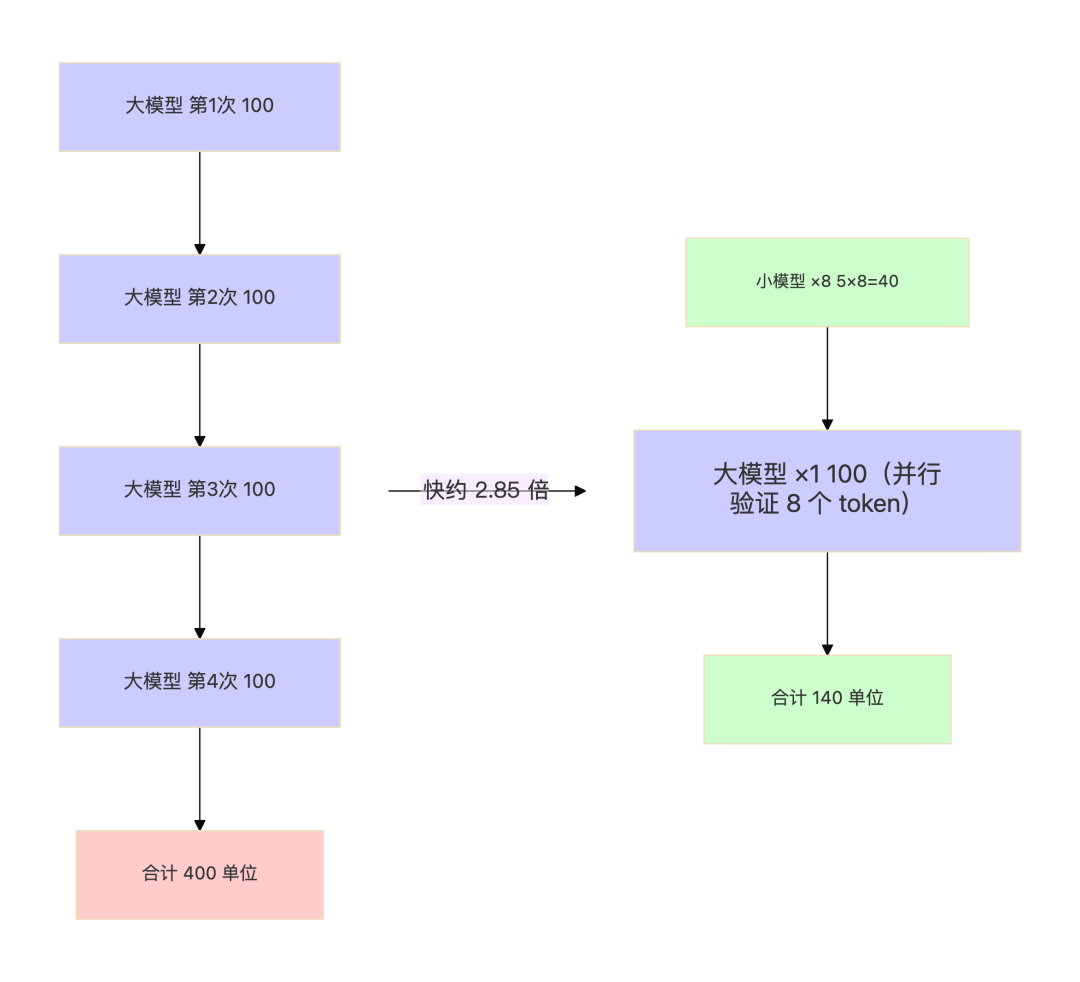 大模型 第1次 100
大模型 第2次 100
大模型 第3次 100
大模型 第4次 100
合计 400 单位
快约 2.85 倍
小模型 ×8 5×8=40
大模型 ×1 100（并行
验证 8 个 token）
合计 140 单位